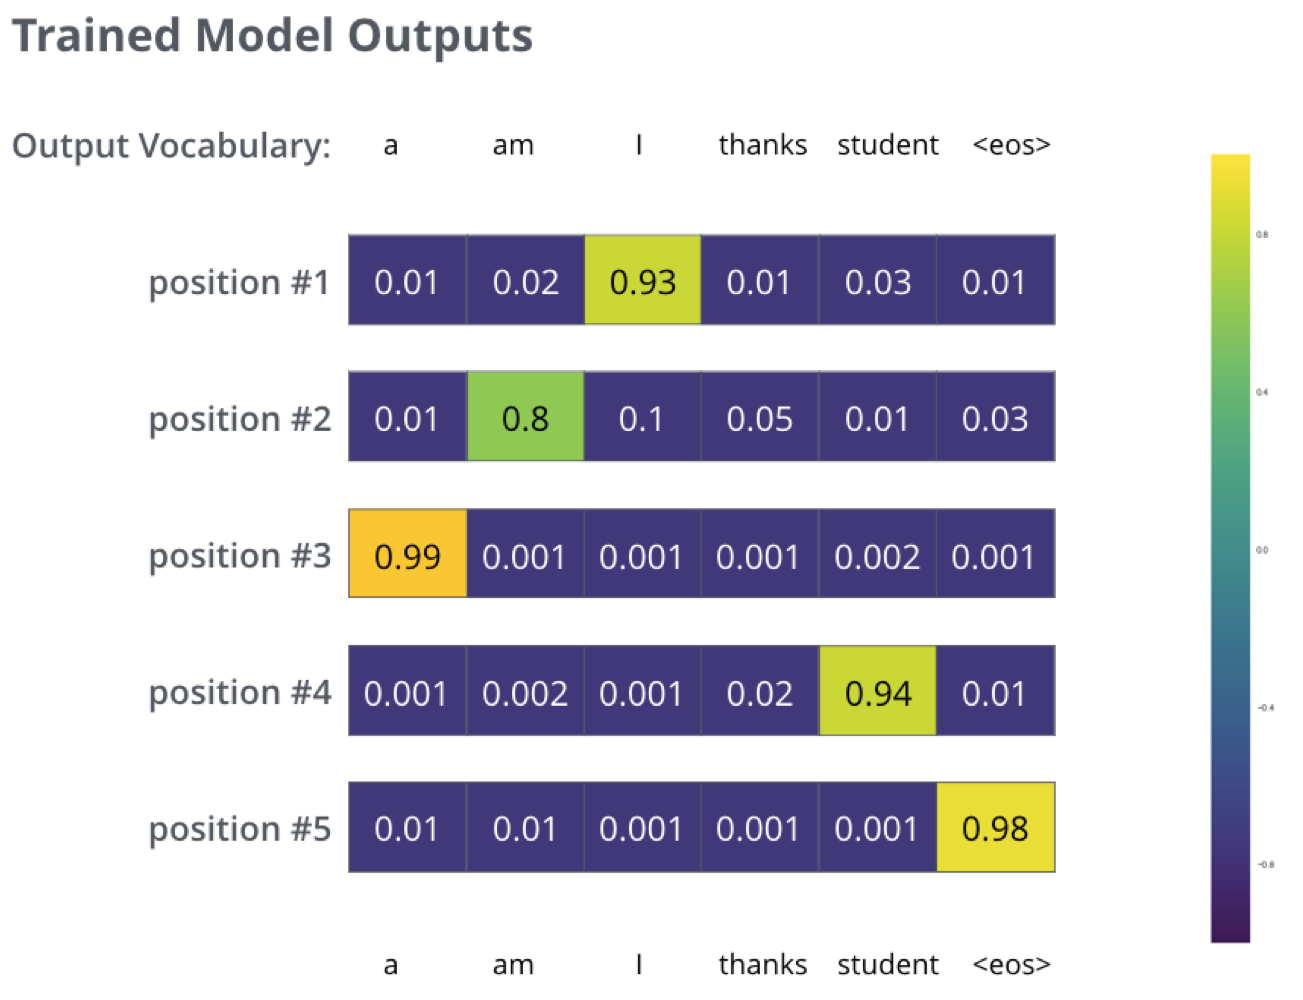 Trained Model Outputs
Output Vocabulary: a am I thanks student <eos>
position #1 0.01 0.02 0.93 0.01 0.03 0.01
position #2 0.01 0.8 0.1 0.05 0.01 0.03
position #3 0.99 0.001 0.001 0.001 0.002 0.001
position #4 0.001 0.002 0.001 0.02 0.94 0.01
position #5 0.01 0.01 0.001 0.001 0.001 0.98
a am I thanks student <eos>
0.8
0.4
0.0
−0.4
−0.8